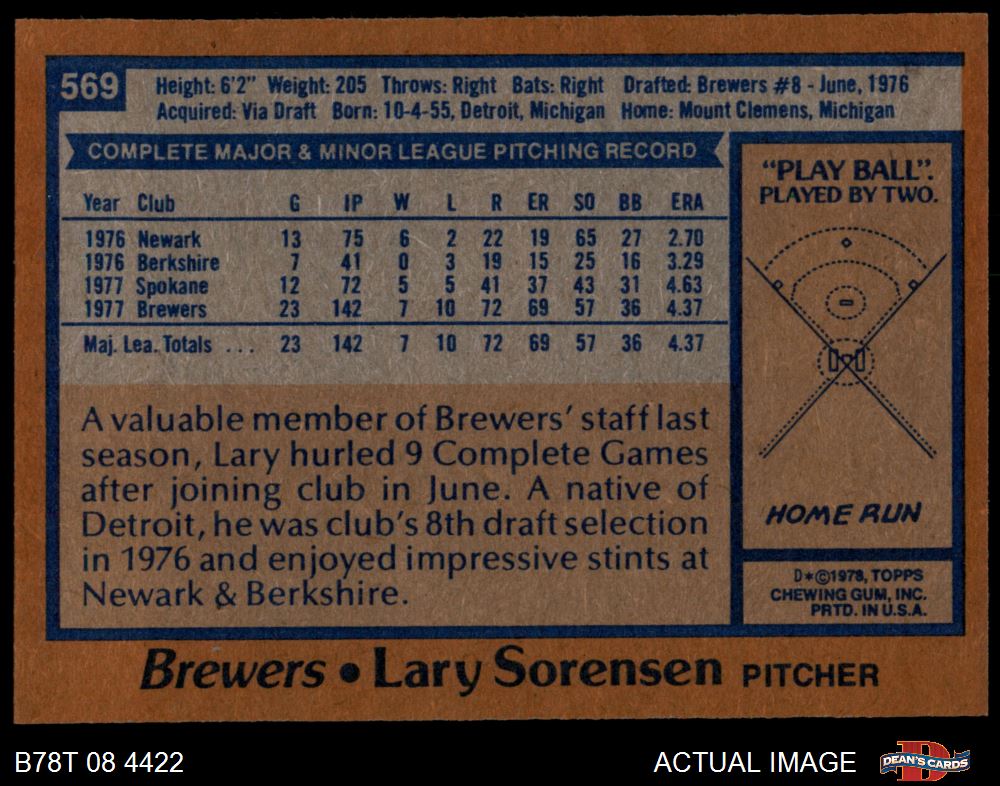 569
Height: 6'2" Weight: 205 Throws: Right Bats: Right Drafted: Brewers #8 - June, 1976
Acquired: Via Draft Born: 10-4-55, Detroit, Michigan Home: Mount Clemens, Michigan
COMPLETE MAJOR & MINOR LEAGUE PITCHING RECORD
Year Club G IP W L R ER SO BB ERA
1976 Newark 13 75 6 2 22 19 65 27 2.70
1976 Berkshire 7 41 0 3 19 15 25 16 3.29
1977 Spokane 12 72 5 5 41 37 43 31 4.63
1977 Brewers 23 142 7 10 72 69 57 36 4.37
Maj. Lea. Totals ... 23 142 7 10 72 69 57 36 4.37
A valuable member of Brewers' staff last
season, Lary hurled 9 Complete Games
after joining club in June. A native of
Detroit, he was club's 8th draft selection
in 1976 and enjoyed impressive stints at
Newark & Berkshire.
"PLAY BALL".
PLAYED BY TWO.
HOME RUN
D*©1978, TOPPS
CHEWING GUM, INC.
PRTD. IN U.S.A.
Brewers • Lary Sorensen PITCHER
B78T 08 4422
ACTUAL IMAGE
D
DEAN'S CARDS